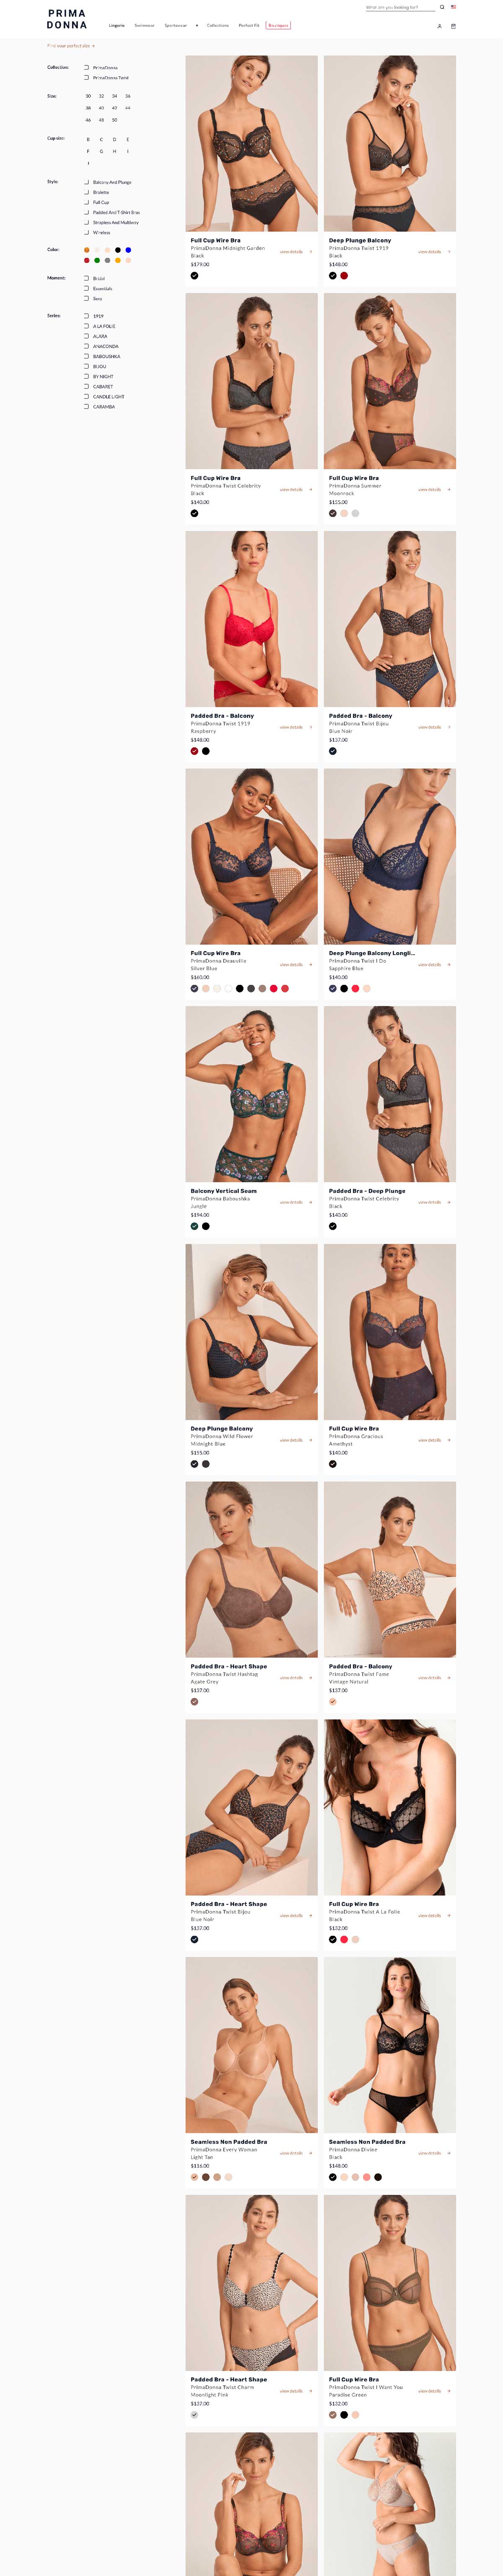 PRIMA
DONNA
What are you looking for?
Lingerie
Swimwear
Sportswear
Collections
Perfect Fit
Boutiques
Find your perfect size →
Collection:
PrimaDonna
PrimaDonna Twist
Size:
30 32 34 36
38 40 42 44
46 48 50
Cup size:
B C D E
F G H I
J
Style:
Balcony And Plunge
Bralette
Full Cup
Padded And T-Shirt Bras
Strapless And Multiway
Wireless
Color:
Moment:
Bridal
Essentials
Sexy
Series:
1919
A LA FOLIE
ALARA
ANACONDA
BABOUSHKA
BIJOU
BY NIGHT
CABARET
CANDLE LIGHT
CARAMBA
Full Cup Wire Bra
PrimaDonna Midnight Garden
Black
$179.00
view details
Deep Plunge Balcony
PrimaDonna Twist 1919
Black
$148.00
view details
Full Cup Wire Bra
PrimaDonna Twist Celebrity
Black
$140.00
view details →
Full Cup Wire Bra
PrimaDonna Summer
Moonrock
$155.00
view details →
Padded Bra - Balcony
PrimaDonna Twist 1919
Raspberry
$148.00
view details
Padded Bra - Balcony
PrimaDonna Twist Bijou
Blue Noir
$137.00
view details
Full Cup Wire Bra
PrimaDonna Deauville
Silver Blue
$160.00
view details →
Deep Plunge Balcony Longli...
PrimaDonna Twist I Do
Sapphire Blue
$140.00
view details →
Balcony Vertical Seam
PrimaDonna Baboushka
Jungle
$194.00
view details →
Padded Bra - Deep Plunge
PrimaDonna Twist Celebrity
Black
$140.00
view details →
Deep Plunge Balcony
PrimaDonna Wild Flower
Midnight Blue
$155.00
view details →
Full Cup Wire Bra
PrimaDonna Gracious
Amethyst
$140.00
view details →
Padded Bra - Heart Shape
PrimaDonna Twist Hashtag
Agate Grey
$137.00
view details →
Padded Bra - Balcony
PrimaDonna Twist Fame
Vintage Natural
$137.00
view details →
Padded Bra - Heart Shape
PrimaDonna Twist Bijou
Blue Noir
$137.00
view details →
Full Cup Wire Bra
PrimaDonna Twist A La Folie
Black
$132.00
view details →
Seamless Non Padded Bra
PrimaDonna Every Woman
Light Tan
$116.00
view details →
Seamless Non Padded Bra
PrimaDonna Divine
Black
$148.00
view details →
Padded Bra - Heart Shape
PrimaDonna Twist Charm
Moonlight Pink
$137.00
view details →
Full Cup Wire Bra
PrimaDonna Twist I Want You
Paradise Green
$132.00
view details →